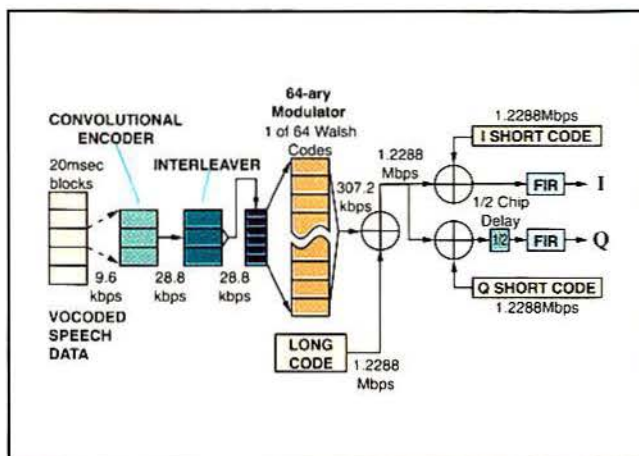 64-ary
Modulator
1 of 64 Walsh
Codes
CONVOLUTIONAL
ENCODER
INTERLEAVER
20msec
blocks
9.6
kbps
28.8
kbps
28.8
kbps
VOCODED
SPEECH
DATA
307.2
kbps
LONG
CODE
1.2288
Mbps
1.2288
Mbps
1.2288Mbps
I SHORT CODE
FIR
I
1/2 Chip
Delay
1/2
FIR
Q
Q SHORT CODE
1.2288Mbps